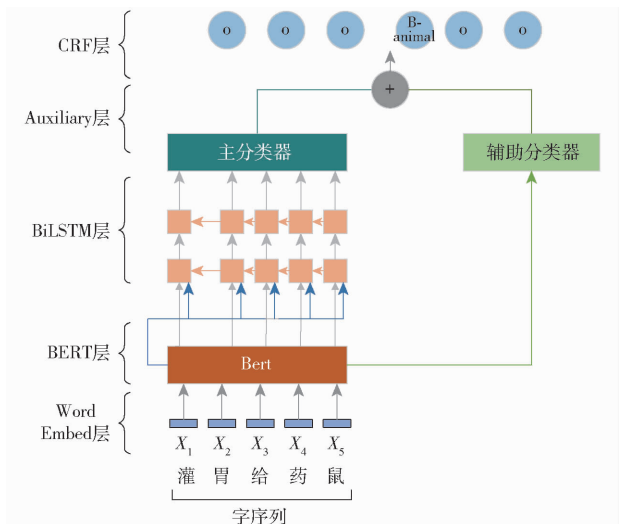 CRF层
o o o B-animal o o
Auxiliary层
+
主分类器 辅助分类器
BiLSTM层
BERT层
Bert
Word Embed层
X1 X2 X3 X4 X5
灌 胃 给 药 鼠
字序列